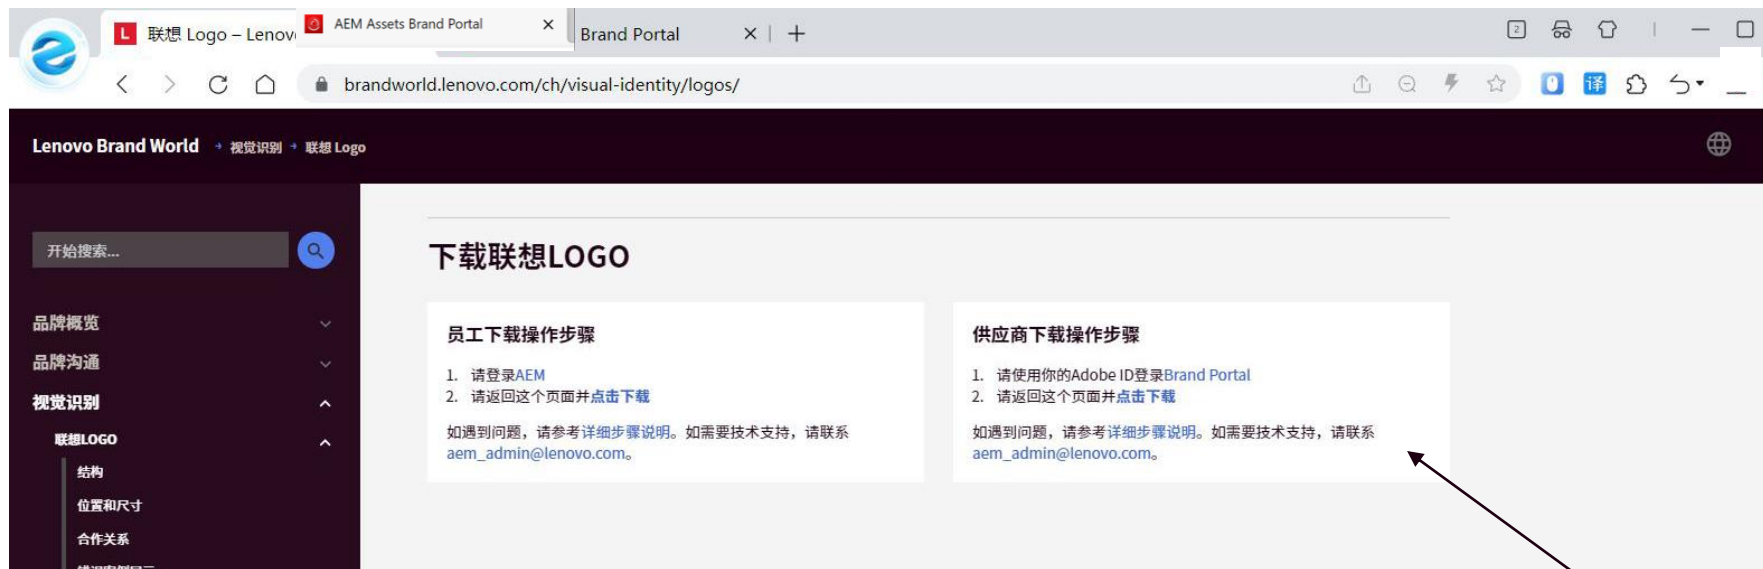 联想 Logo – Lenov
AEM Assets Brand Portal
Brand Portal
2
brandworld.lenovo.com/ch/visual-identity/logos/
译
Lenovo Brand World
视觉识别
联想 Logo
开始搜索...
品牌概览
品牌沟通
视觉识别
联想LOGO
结构
位置和尺寸
合作关系
下载联想LOGO
员工下载操作步骤
1. 请登录AEM
2. 请返回这个页面并点击下载
如遇到问题，请参考详细步骤说明。如需要技术支持，请联系
aem_admin@lenovo.com。
供应商下载操作步骤
1. 请使用你的Adobe ID登录Brand Portal
2. 请返回这个页面并点击下载
如遇到问题，请参考详细步骤说明。如需要技术支持，请联系
aem_admin@lenovo.com。